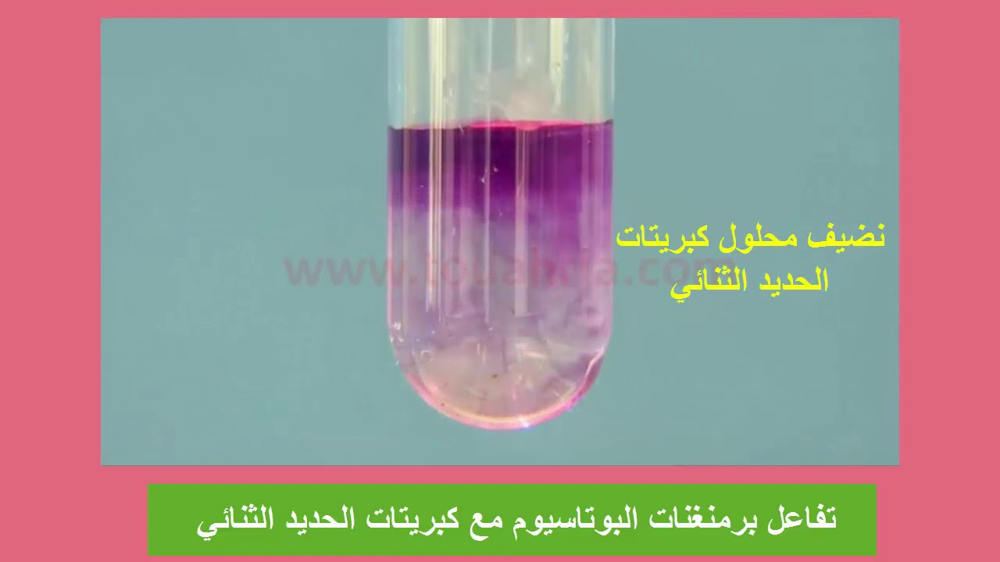 نضيف محلول كبريتات
الحديد الثنائي
تفاعل برمنغنات البوتاسيوم مع كبريتات الحديد الثنائي